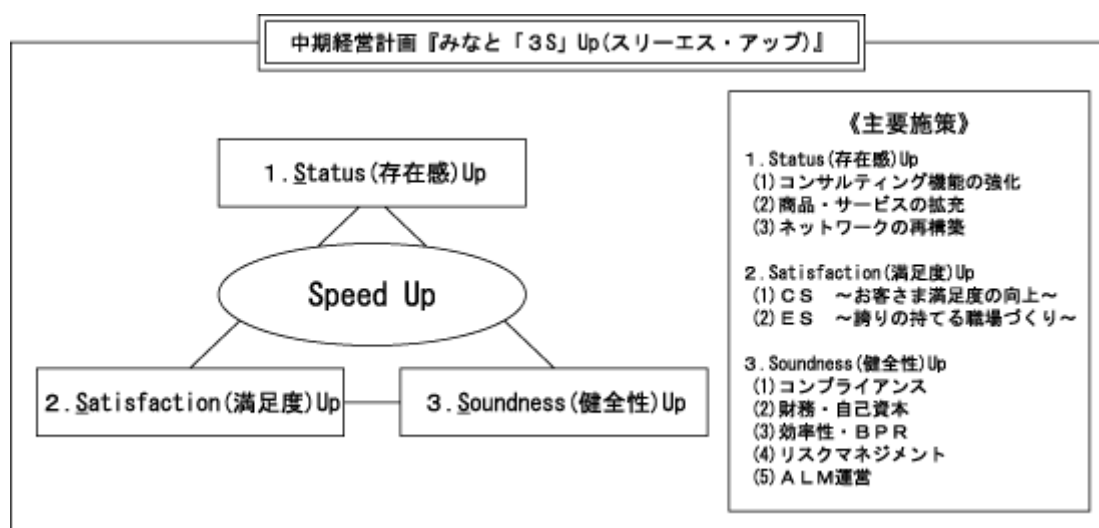 中期経営計画『みなと「３S」Up(スリーエス・アップ)』
１.Status(存在感)Up
Speed Up
２.Satisfaction(満足度)Up
３.Soundness(健全性)Up
《主要施策》
１.Status(存在感)Up
(1)コンサルティング機能の強化
(2)商品・サービスの拡充
(3)ネットワークの再構築
２.Satisfaction(満足度)Up
(1)ＣＳ　～お客さま満足度の向上～
(2)ＥＳ　～誇りの持てる職場づくり～
３.Soundness(健全性)Up
(1)コンプライアンス
(2)財務・自己資本
(3)効率性・ＢＰＲ
(4)リスクマネジメント
(5)ＡＬＭ運営